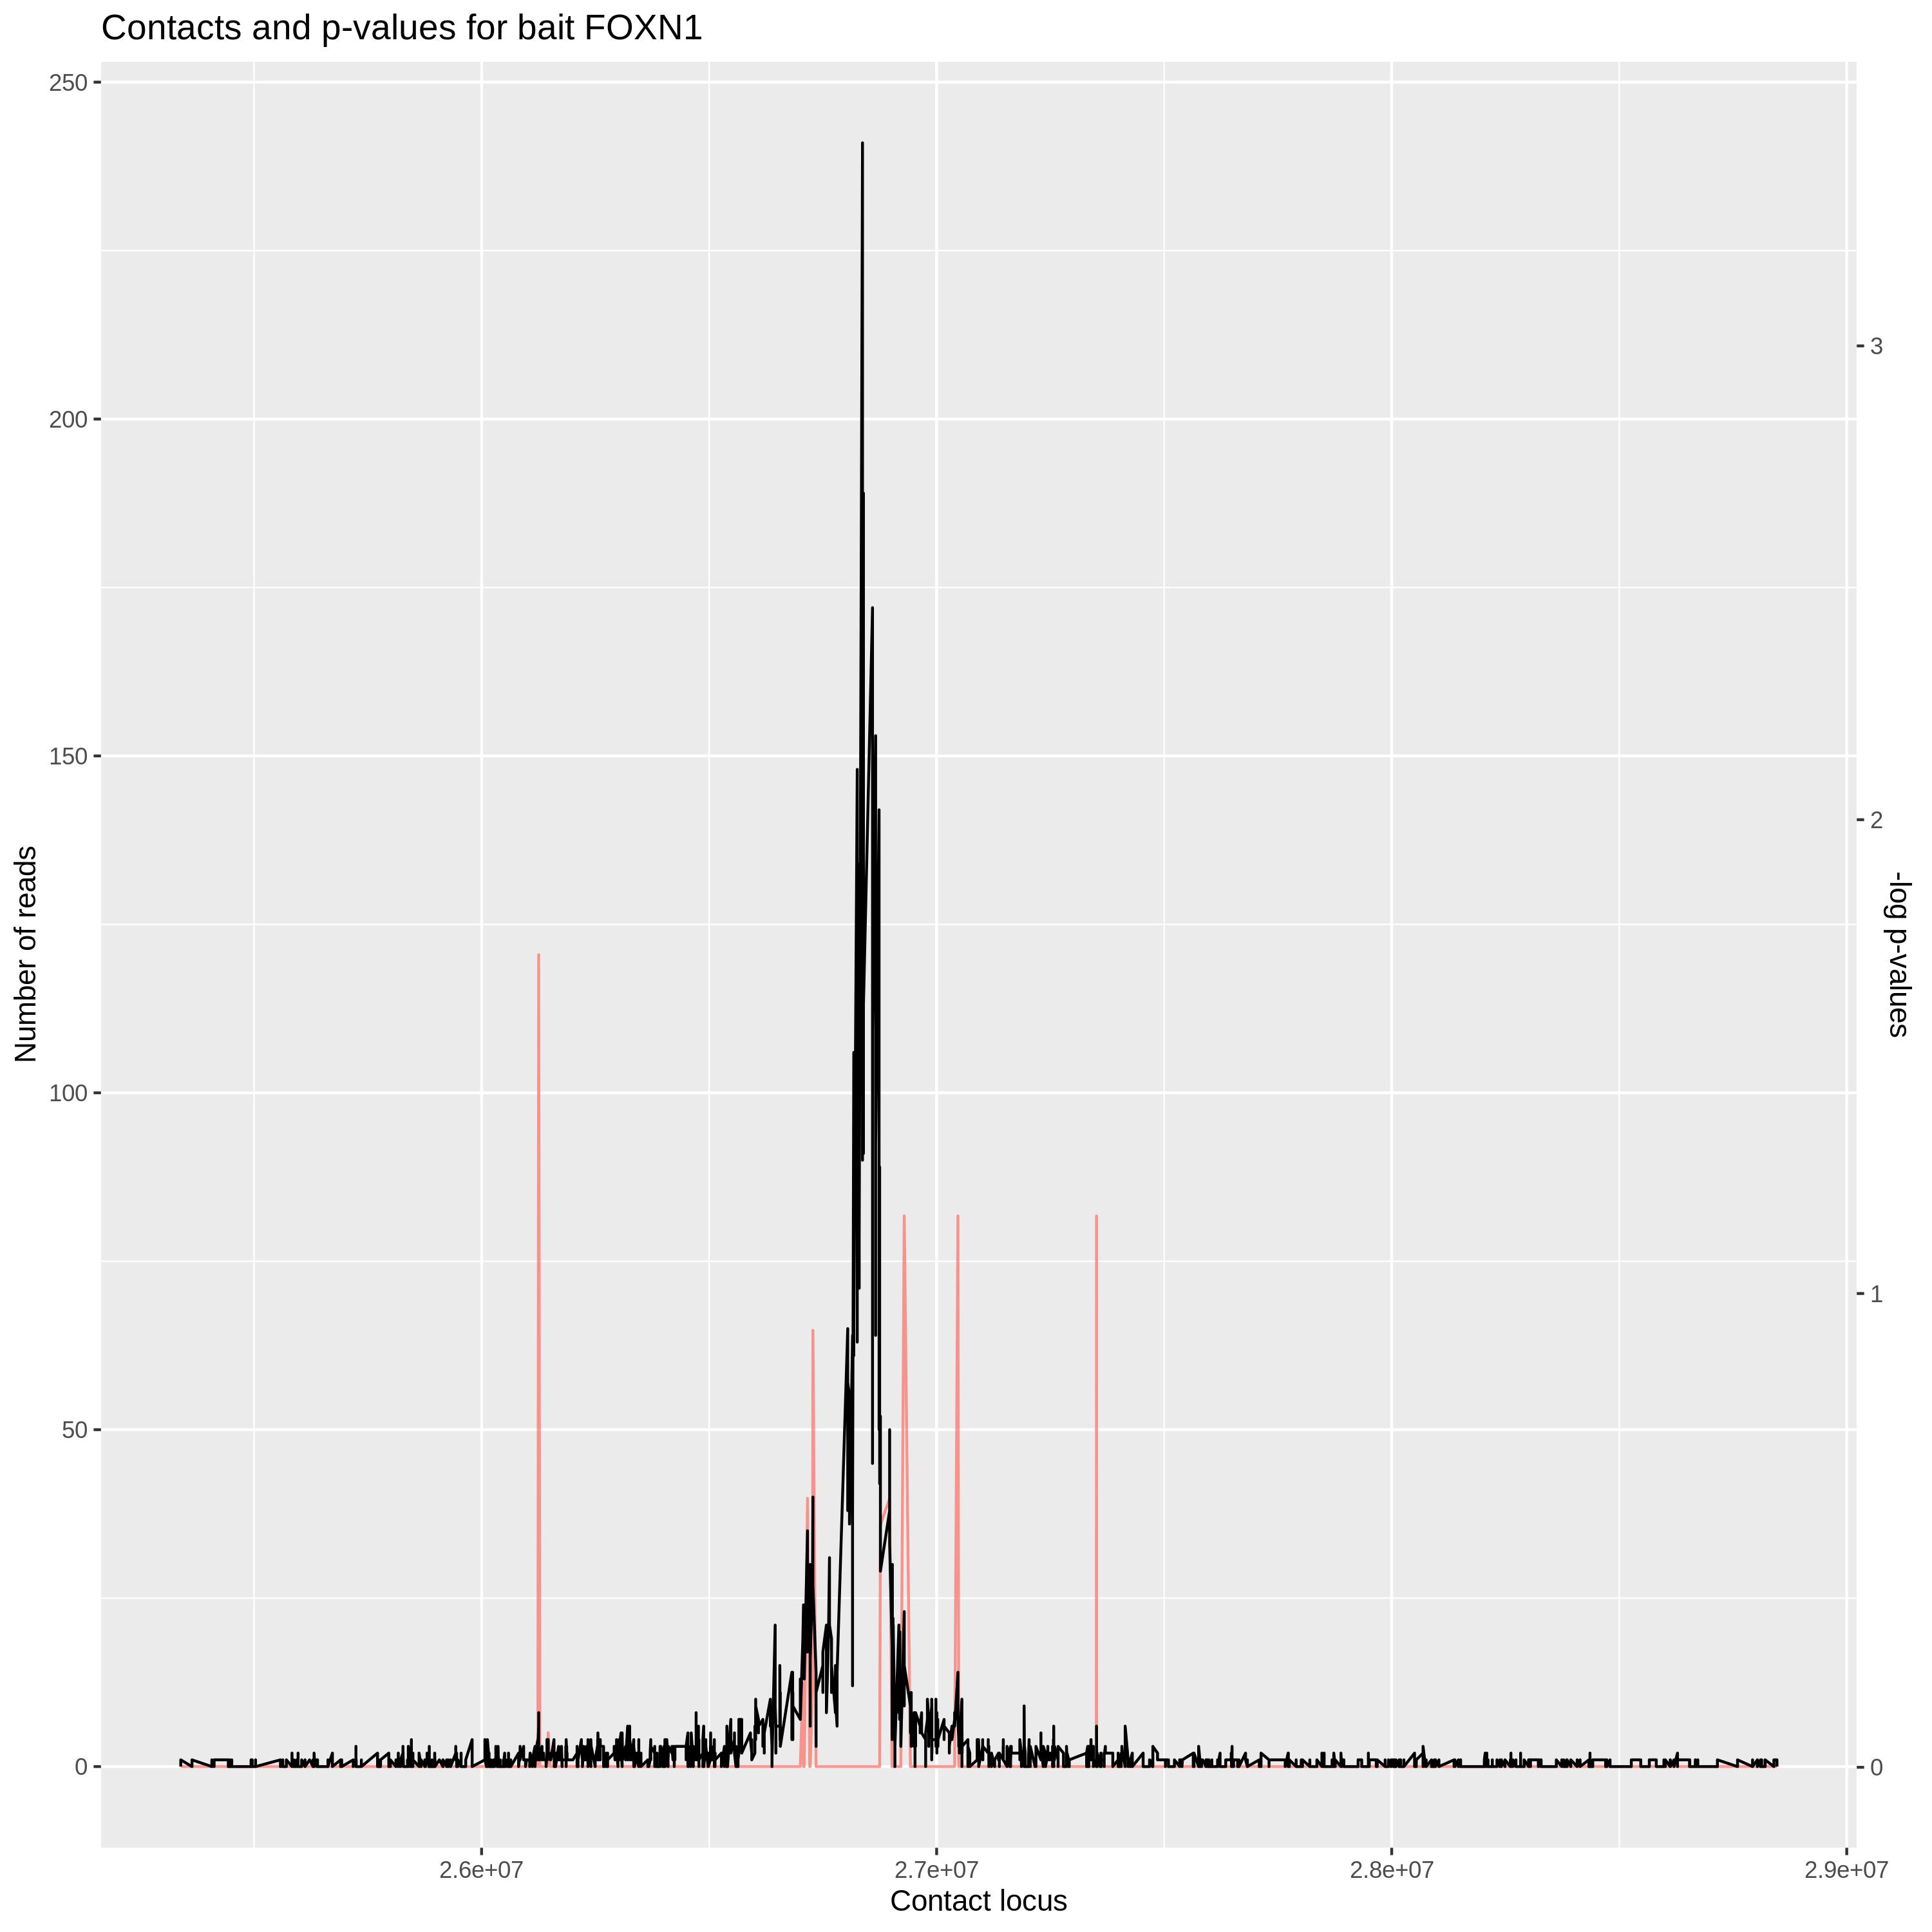 Contacts and p-values for bait FOXN1
250
200
150
100
50
0
Number of reads
3
2
1
0
-log p-values
2.6e+07
2.7e+07
2.8e+07
2.9e+07
Contact locus